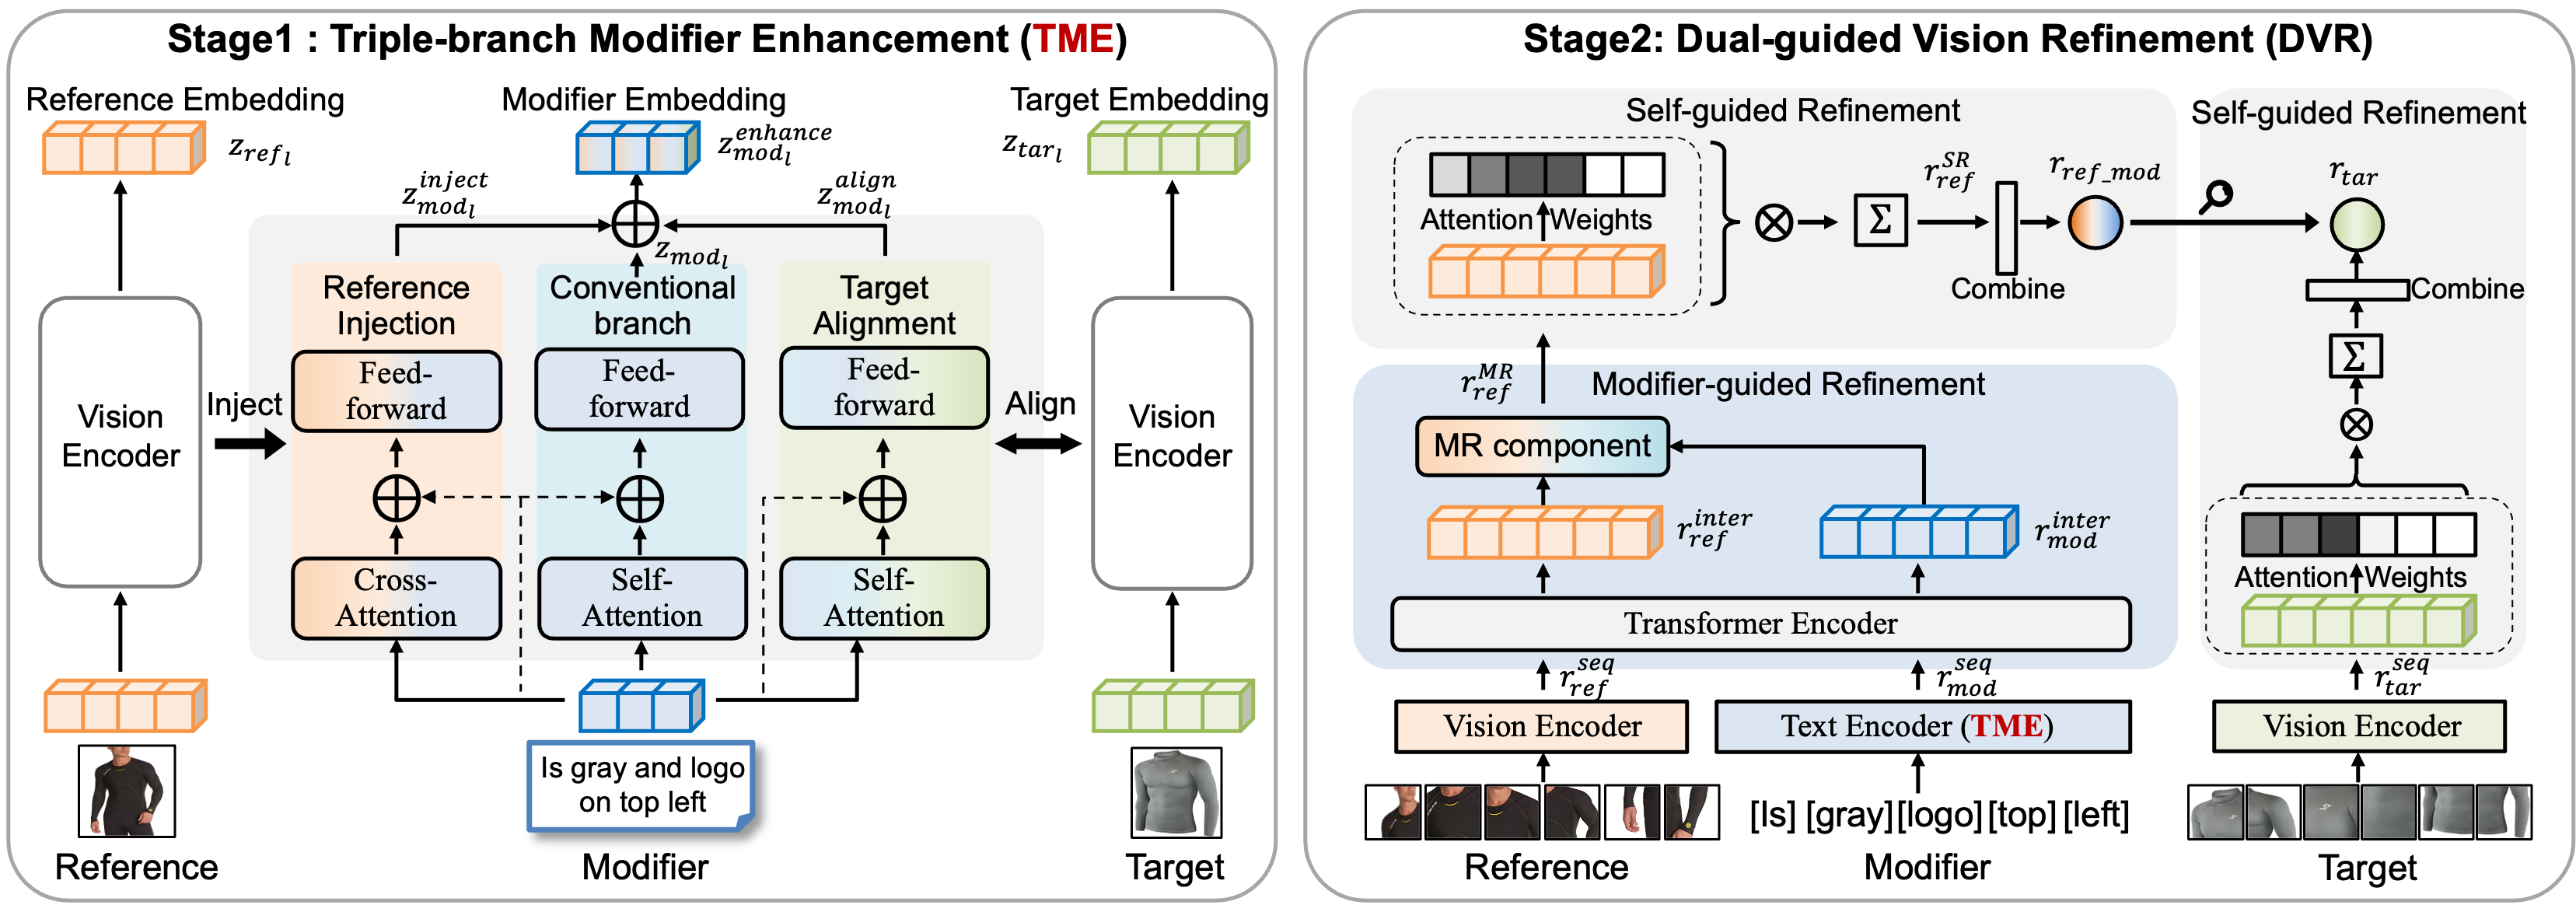 Stage1 : Triple-branch Modifier Enhancement (TME)
Reference Embedding
z_{ref_l}
Modifier Embedding
z_{mod_l}^{enhance}
Target Embedding
z_{tar_l}
z_{mod_l}^{inject}
z_{mod_l}^{align}
z_{mod_l}
Reference
Injection
Conventional
branch
Target
Alignment
Feed-
forward
Feed-
forward
Feed-
forward
Vision
Encoder
Inject
Align
Vision
Encoder
Cross-
Attention
Self-
Attention
Self-
Attention
Is gray and logo
on top left
Reference
Modifier
Target
Stage2: Dual-guided Vision Refinement (DVR)
Self-guided Refinement
Attention Weights
Σ
r_{ref}^{SR}
Combine
r_{ref_mod}
Self-guided Refinement
r_{tar}
Combine
Σ
Attention Weights
r_{ref}^{MR}
Modifier-guided Refinement
MR component
r_{ref}^{inter}
r_{mod}^{inter}
Transformer Encoder
r_{ref}^{seq}
r_{mod}^{seq}
r_{tar}^{seq}
Vision Encoder
Text Encoder (TME)
Vision Encoder
[Is] [gray][logo][top][left]
Reference
Modifier
Target